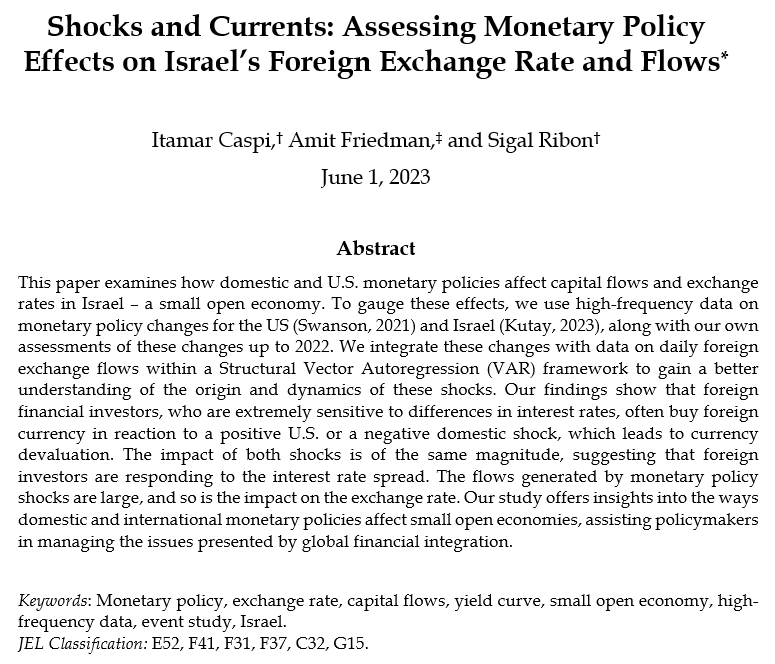 Shocks and Currents: Assessing Monetary Policy
Effects on Israel's Foreign Exchange Rate and Flows*
Itamar Caspi,† Amit Friedman,‡ and Sigal Ribon†
June 1, 2023
Abstract
This paper examines how domestic and U.S. monetary policies affect capital flows and exchange
rates in Israel – a small open economy. To gauge these effects, we use high-frequency data on
monetary policy changes for the US (Swanson, 2021) and Israel (Kutay, 2023), along with our own
assessments of these changes up to 2022. We integrate these changes with data on daily foreign
exchange flows within a Structural Vector Autoregression (VAR) framework to gain a better
understanding of the origin and dynamics of these shocks. Our findings show that foreign
financial investors, who are extremely sensitive to differences in interest rates, often buy foreign
currency in reaction to a positive U.S. or a negative domestic shock, which leads to currency
devaluation. The impact of both shocks is of the same magnitude, suggesting that foreign
investors are responding to the interest rate spread. The flows generated by monetary policy
shocks are large, and so is the impact on the exchange rate. Our study offers insights into the ways
domestic and international monetary policies affect small open economies, assisting policymakers
in managing the issues presented by global financial integration.
Keywords: Monetary policy, exchange rate, capital flows, yield curve, small open economy, high-
frequency data, event study, Israel.
JEL Classification: E52, F41, F31, F37, C32, G15.